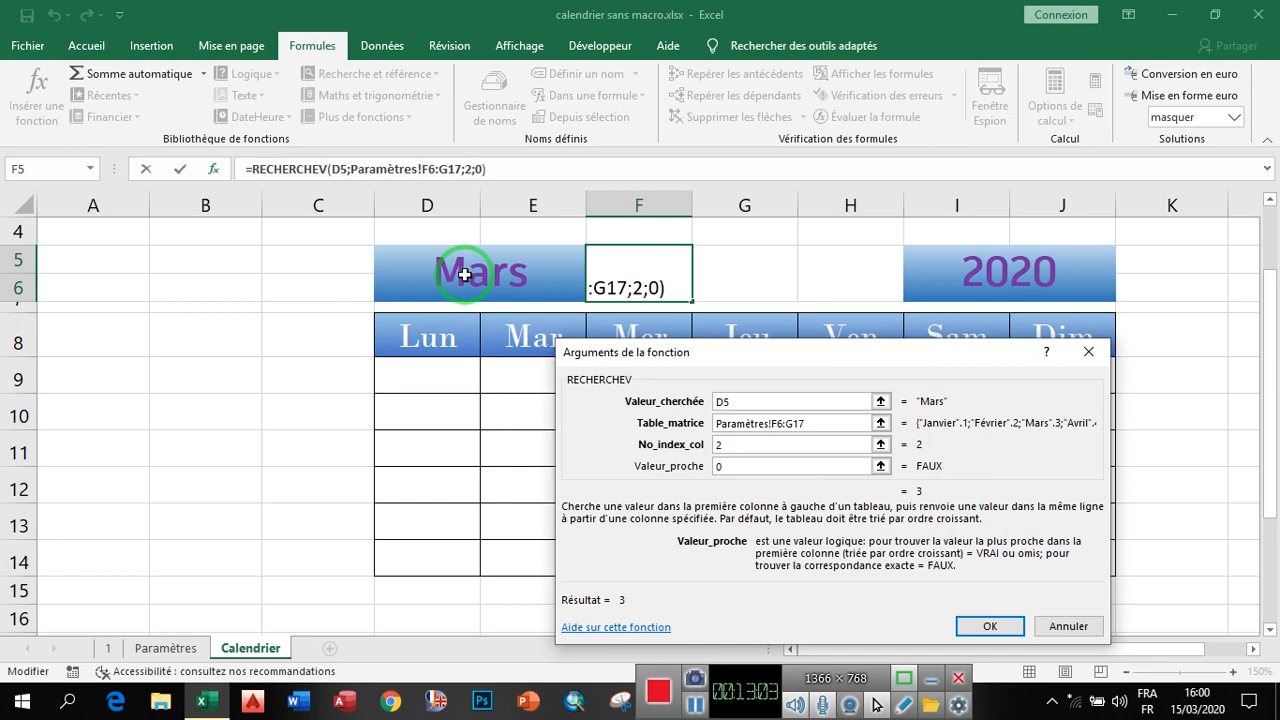 calendrier sans macro.xlsx - Excel
Connexion
Fichier Accueil Insertion Mise en page Formules Données Révision Affichage Développeur Aide Rechercher des outils adaptés Partager
Insérer une fonction
Somme automatique
Récentes
Financier
Logique
Texte
DateHeure
Recherche et référence
Maths trigonométrie
Plus de fonctions
Bibliothèque de fonctions
Gestionnaire de noms
Définir un nom
Dans une formule
Depuis sélection
Noms définis
Repérer les antécédents
Repérer les dépendants
Supprimer les flèches
Afficher les formules
Vérification des erreurs
Évaluer la formule
Vérification des formules
Fenêtre Espion
Options de calcul
Calcul
Conversion en euro
Mise en forme euro
masquer
Solutions
F5
fx
=RECHERCHEV(D5;Paramètres!F6:G17;2;0)
A B C D E F G H I J K
4
5
6
7
8
9
10
11
12
13
14
15
16
Mars
:G17;2;0)
2020
Lun Mar Mer Jeu Ven Sam Dim
Arguments de la fonction
?
RECHERCHEV
Valeur_cherchée D5 = "Mars"
Table_matrice Paramètres!F6:G17 = {"Janvier".1;"Février".2;"Mars".3;"Avril".4
No_index_col 2 = 2
Valeur_proche 0 = FAUX
= 3
Cherche une valeur dans la première colonne à gauche d'un tableau, puis renvoie une valeur dans la même ligne
à partir d'une colonne spécifiée. Par défaut, le tableau doit être trié par ordre croissant.
Valeur_proche est une valeur logique: pour trouver la valeur la plus proche dans la
première colonne (triée par ordre croissant) = VRAI ou omis; pour
trouver la correspondance exacte = FAUX.
Résultat = 3
Aide sur cette fonction
OK
Annuler
1 Paramètres Calendrier
Modifier
Accessibilité : consultez nos recommandations
150%
00:13:03
1366 × 768
FRA
FR
16:00
15/03/2020